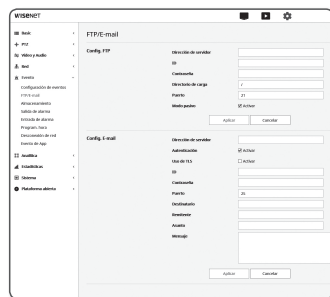 WISENET
Basic
PTZ
Vídeo y Audio
Red
Evento
Configuración de eventos
FTP/E-mail
Almacenamiento
Salida de alarma
Entrada de alarma
Program. hora
Desconexión de red
Evento de App
Analítica
Estadísticas
Sistema
Plataforma abierta
FTP/E-mail
Config. FTP
Dirección de servidor
ID
Contraseña
Directorio de carga /
Puerto 21
Modo pasivo Activar
Aplicar Cancelar
Config. E-mail
Dirección de servidor
Autenticación Activar
Uso de TLS Activar
ID
Contraseña
Puerto 25
Destinatario
Remitente
Asunto
Mensaje
Aplicar Cancelar